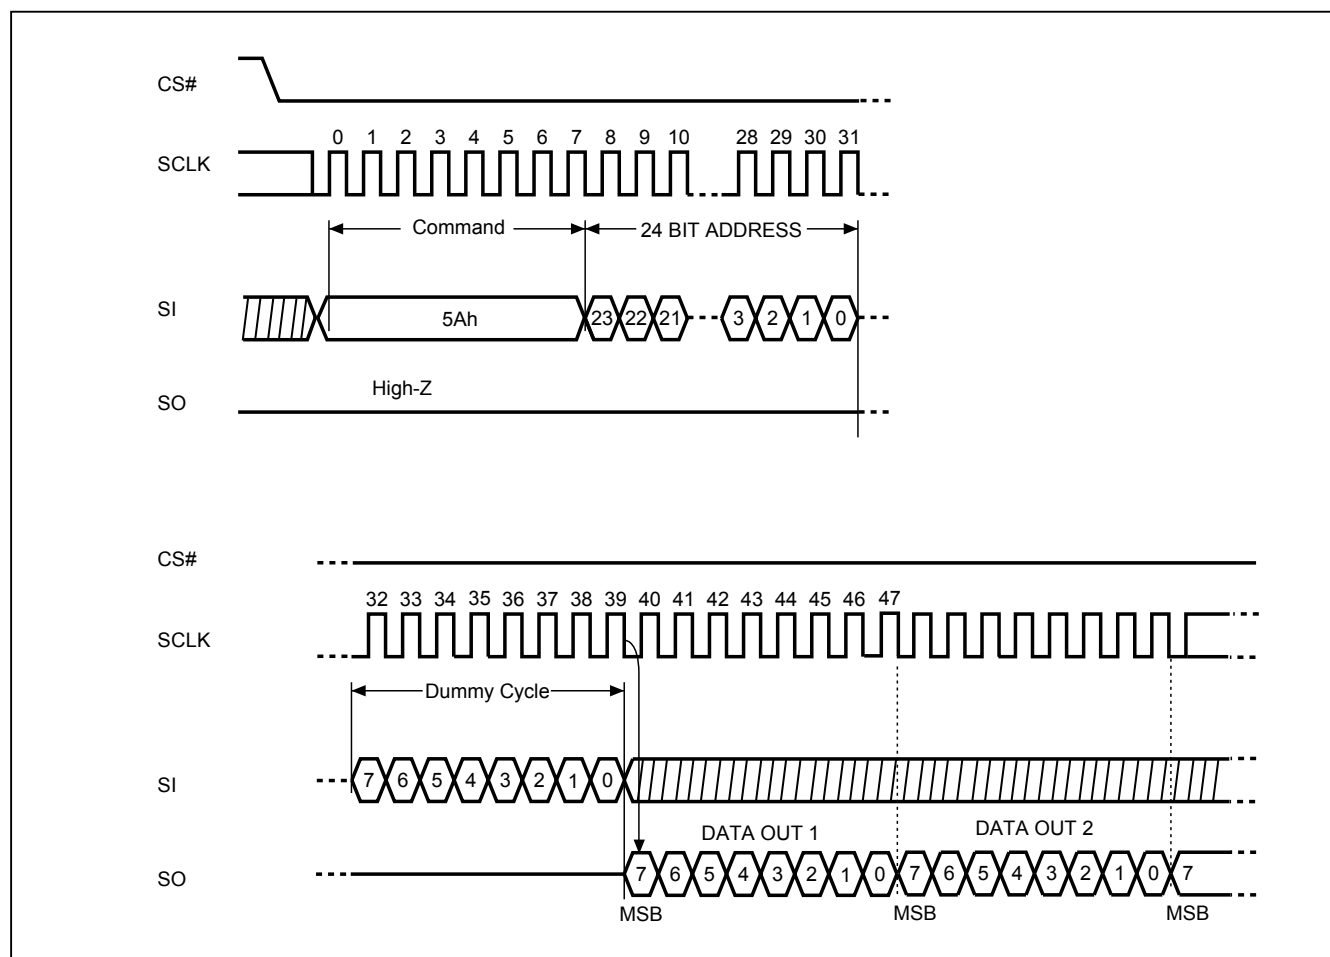 CS#
0 1 2 3 4 5 6 7 8 9 10 28 29 30 31
SCLK
Command 24 BIT ADDRESS
SI 5Ah 23 22 21 3 2 1 0
High-Z
SO
CS#
32 33 34 35 36 37 38 39 40 41 42 43 44 45 46 47
SCLK
Dummy Cycle
SI 7 6 5 4 3 2 1 0
DATA OUT 1 DATA OUT 2
SO 7 6 5 4 3 2 1 0 7 6 5 4 3 2 1 0 7
MSB MSB MSB